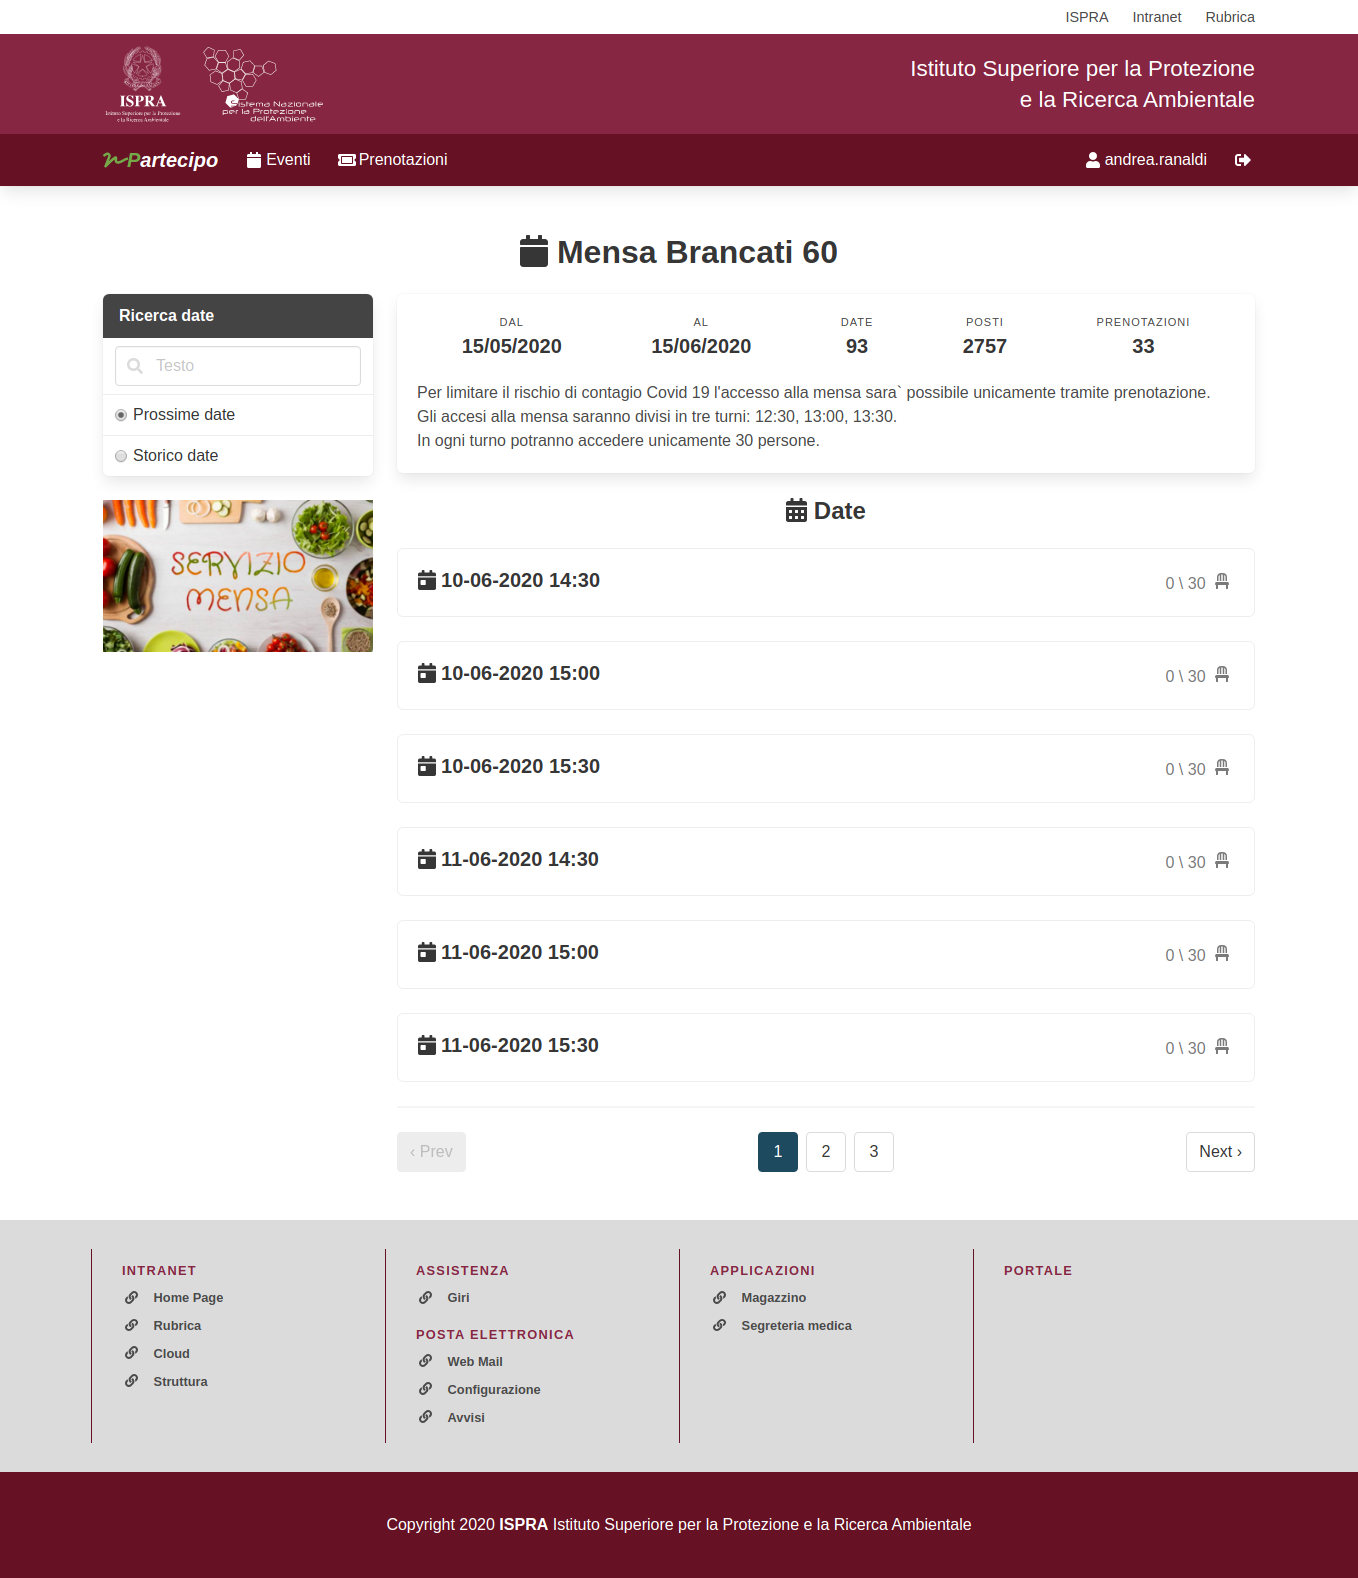 ISPRA Intranet Rubrica
ISPRA
Istituto Superiore per la Protezione
e la Ricerca Ambientale
Sistema Nazionale
per la Protezione
dell'Ambiente
Istituto Superiore per la Protezione
e la Ricerca Ambientale
Partecipo Eventi Prenotazioni andrea.ranaldi
Mensa Brancati 60
Ricerca date
Testo
Prossime date
Storico date
SERVIZIO
MENSA
DAL AL DATE POSTI PRENOTAZIONI
15/05/2020 15/06/2020 93 2757 33
Per limitare il rischio di contagio Covid 19 l'accesso alla mensa sara` possibile unicamente tramite prenotazione.
Gli accesi alla mensa saranno divisi in tre turni: 12:30, 13:00, 13:30.
In ogni turno potranno accedere unicamente 30 persone.
Date
10-06-2020 14:30 0 \ 30
10-06-2020 15:00 0 \ 30
10-06-2020 15:30 0 \ 30
11-06-2020 14:30 0 \ 30
11-06-2020 15:00 0 \ 30
11-06-2020 15:30 0 \ 30
‹ Prev 1 2 3 Next ›
INTRANET
Home Page
Rubrica
Cloud
Struttura
ASSISTENZA
Giri
POSTA ELETTRONICA
Web Mail
Configurazione
Avvisi
APPLICAZIONI
Magazzino
Segreteria medica
PORTALE
Copyright 2020 ISPRA Istituto Superiore per la Protezione e la Ricerca Ambientale